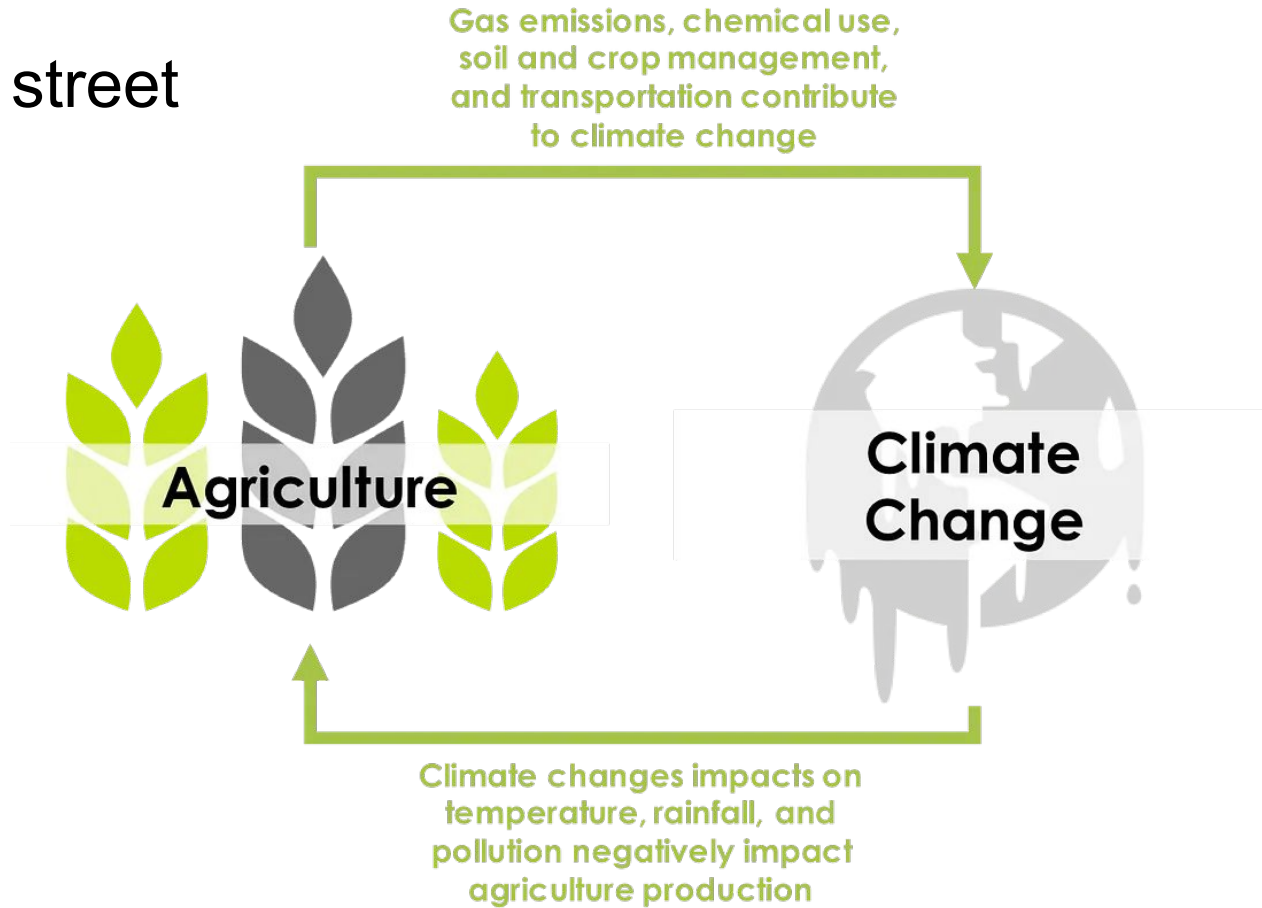 street
Gas emissions, chemical use,
soil and crop management,
and transportation contribute
to climate change
Agriculture
Climate
Change
Climate changes impacts on
temperature, rainfall, and
pollution negatively impact
agriculture production